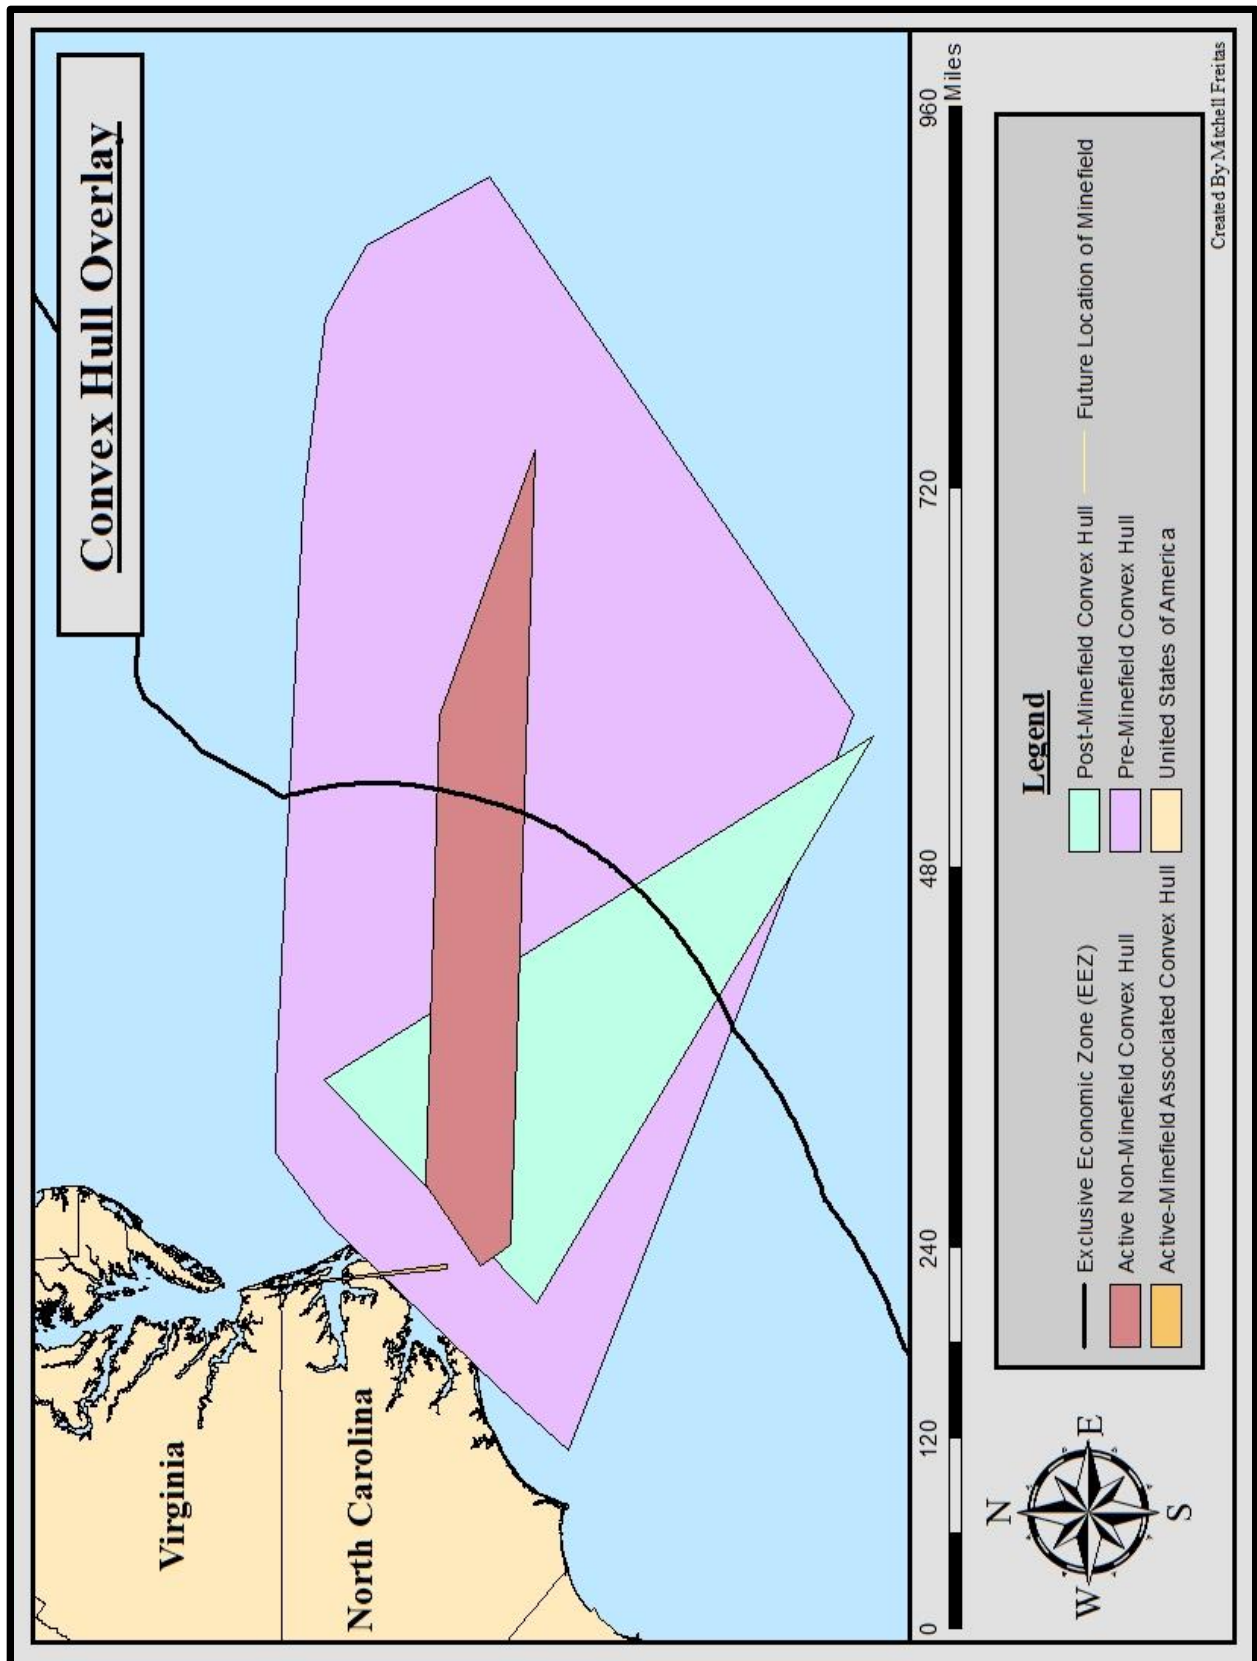 Convex Hull Overlay
Virginia
North Carolina
0 120 240 480 720 960
Miles
N
W E
S
Legend
Exclusive Economic Zone (EEZ)
Active Non-Minefield Convex Hull
Active-Minefield Associated Convex Hull
Post-Minefield Convex Hull
Pre-Minefield Convex Hull
United States of America
Future Location of Minefield
Created By Mitchell Freitas